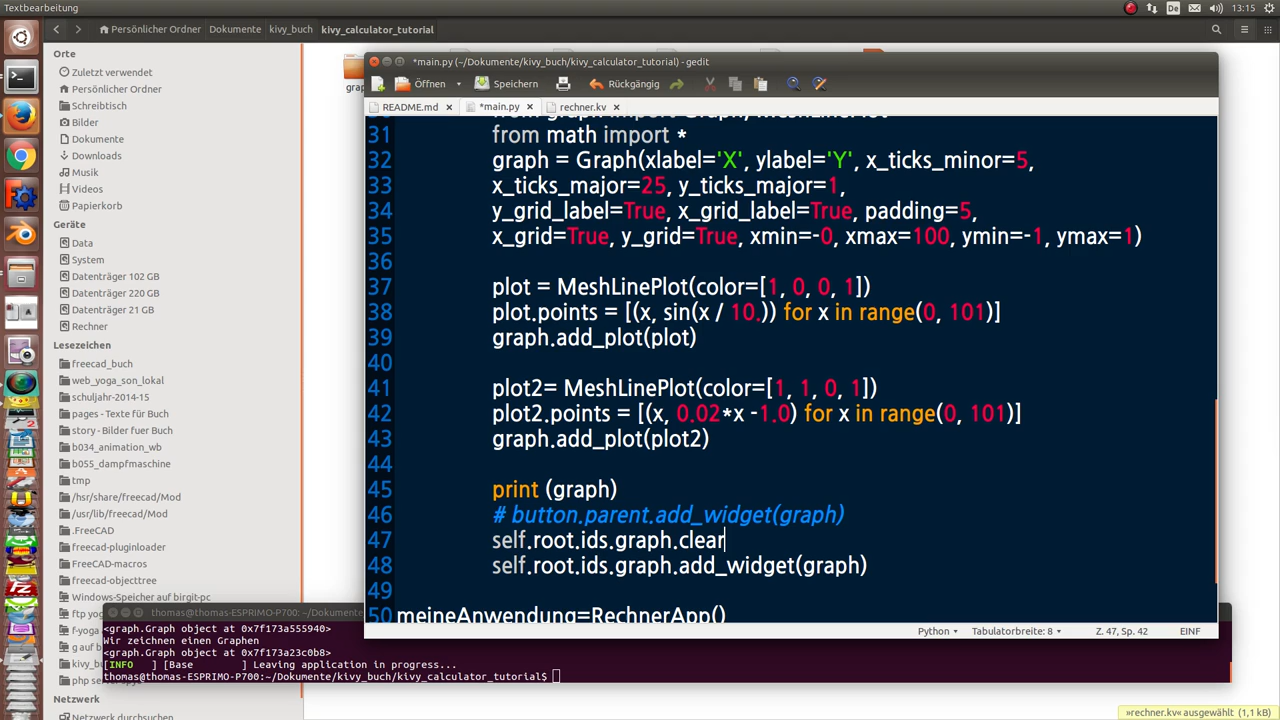 Textbearbeitung
De
13:15
Persönlicher Ordner
Dokumente
kivy_buch
kivy_calculator_tutorial
Orte
Zuletzt verwendet
Persönlicher Ordner
Schreibtisch
Bilder
Dokumente
Downloads
Musik
Videos
Papierkorb
Geräte
Data
System
Datenträger 102 GB
Datenträger 220 GB
Datenträger 21 GB
Rechner
Lesezeichen
freecad_buch
web_yoga_son_lokal
schuljahr-2014-15
pages - Texte für Buch
story - Bilder fuer Buch
b034_animation_wb
b055_dampfmaschine
tmp
/hsr/share/freecad/Mod
/usr/lib/freecad/Mod
.FreeCAD
freecad-pluginloader
FreeCAD-macros
freecad-objecttree
Windows-Speicher auf birgit-pc
Netzwerk
Netzwerk durchsuchen
*main.py (~/Dokumente/kivy_buch/kivy_calculator_tutorial) - gedit
Öffnen
Speichern
Rückgängig
README.md
*main.py
rechner.kv
31 from math import *
32 graph = Graph(xlabel='X', ylabel='Y', x_ticks_minor=5,
33 x_ticks_major=25, y_ticks_major=1,
34 y_grid_label=True, x_grid_label=True, padding=5,
35 x_grid=True, y_grid=True, xmin=-0, xmax=100, ymin=-1, ymax=1)
36
37 plot = MeshLinePlot(color=[1, 0, 0, 1])
38 plot.points = [(x, sin(x / 10.)) for x in range(0, 101)]
39 graph.add_plot(plot)
40
41 plot2= MeshLinePlot(color=[1, 1, 0, 1])
42 plot2.points = [(x, 0.02*x -1.0) for x in range(0, 101)]
43 graph.add_plot(plot2)
44
45 print (graph)
46 # button.parent.add_widget(graph)
47 self.root.ids.graph.clear
48 self.root.ids.graph.add_widget(graph)
49
50 meineAnwendung=RechnerApp()
Python
Tabulatorbreite: 8
Z. 47, Sp. 42
EINF
thomas@thomas-ESPRIMO-P700: ~/Dokumente
<graph.Graph object at 0x7f173a555940>
Wir zeichnen einen Graphen
<graph.Graph object at 0x7f173a23c0b8>
[INFO   ] [Base        ] Leaving application in progress...
thomas@thomas-ESPRIMO-P700:~/Dokumente/kivy_buch/kivy_calculator_tutorial$
»rechner.kv« ausgewählt (1,1 kB)